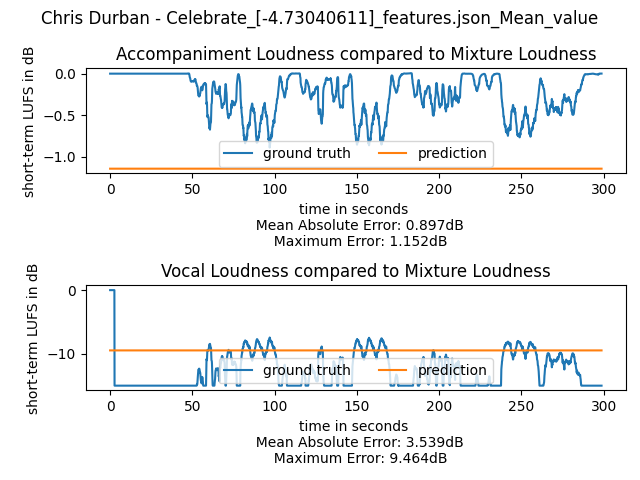 Chris Durban - Celebrate_[-4.73040611]_features.json_Mean_value
Accompaniment Loudness compared to Mixture Loudness
short-term LUFS in dB
0.0
−0.5
−1.0
ground truth
prediction
0
50
100
150
200
250
300
time in seconds
Mean Absolute Error: 0.897dB
Maximum Error: 1.152dB
Vocal Loudness compared to Mixture Loudness
short-term LUFS in dB
0
−10
ground truth
prediction
0
50
100
150
200
250
300
time in seconds
Mean Absolute Error: 3.539dB
Maximum Error: 9.464dB